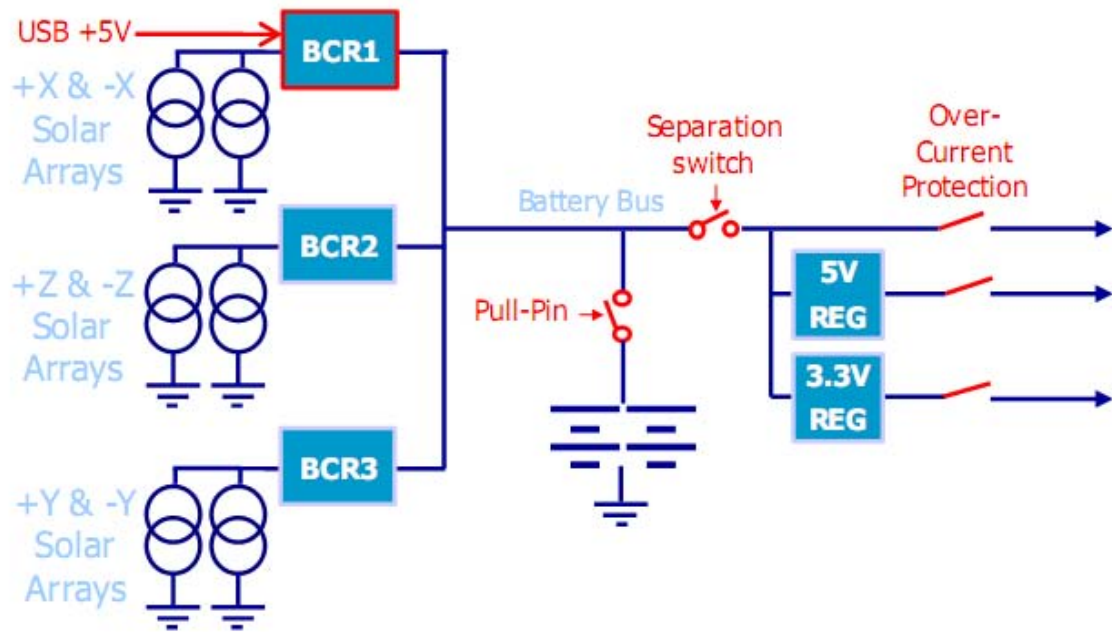 USB +5V
BCR1
+X & -X
Solar
Arrays
Separation
switch
Over-
Current
Protection
Battery Bus
BCR2
+Z & -Z
Solar
Arrays
5V
REG
Pull-Pin
3.3V
REG
BCR3
+Y & -Y
Solar
Arrays